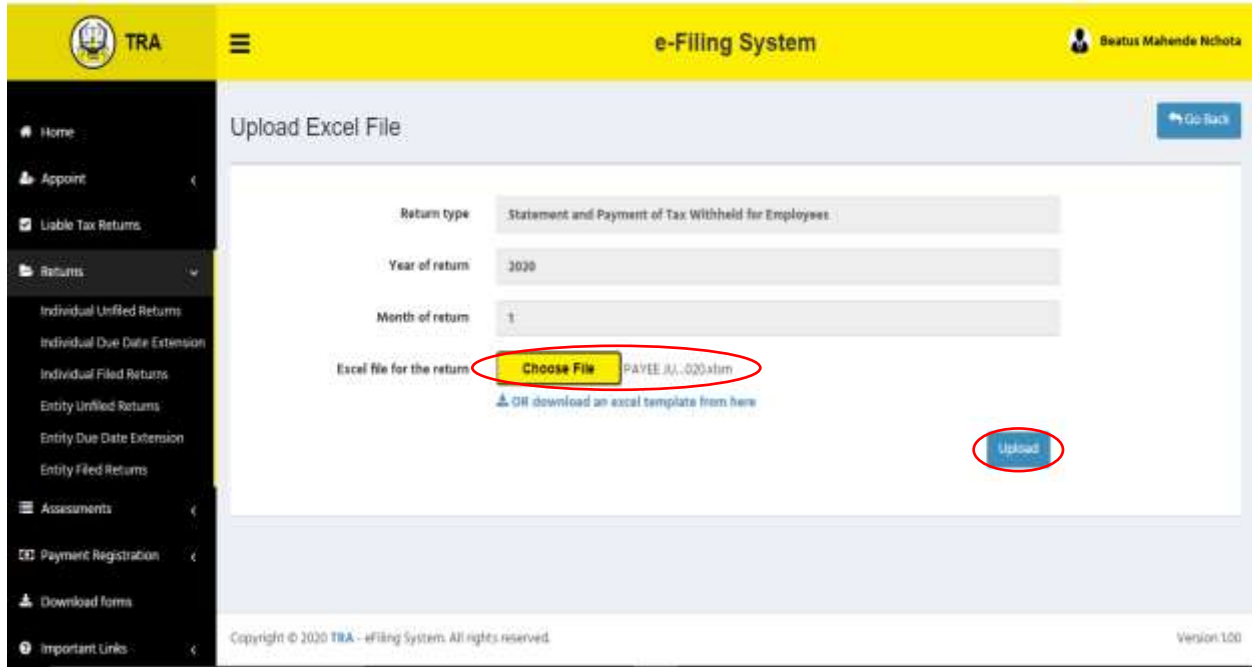 TRA
e-Filing System
Beatus Mahende Nchota
Home
Appoint
Liable Tax Returns
Returns
Individual Unfiled Returns
Individual Due Date Extension
Individual Filed Returns
Entity Unfiled Returns
Entity Due Date Extension
Entity Filed Returns
Assessments
Payment Registration
Download forms
Important Links
Upload Excel File
Go Back
Return type Statement and Payment of Tax Withheld for Employees
Year of return 2020
Month of return 1
Excel file for the return Choose File PAYEE JU...020.xlsm
OR download an excel template from here
Upload
Copyright © 2020 TRA - eFiling System. All rights reserved.
Version 1.00